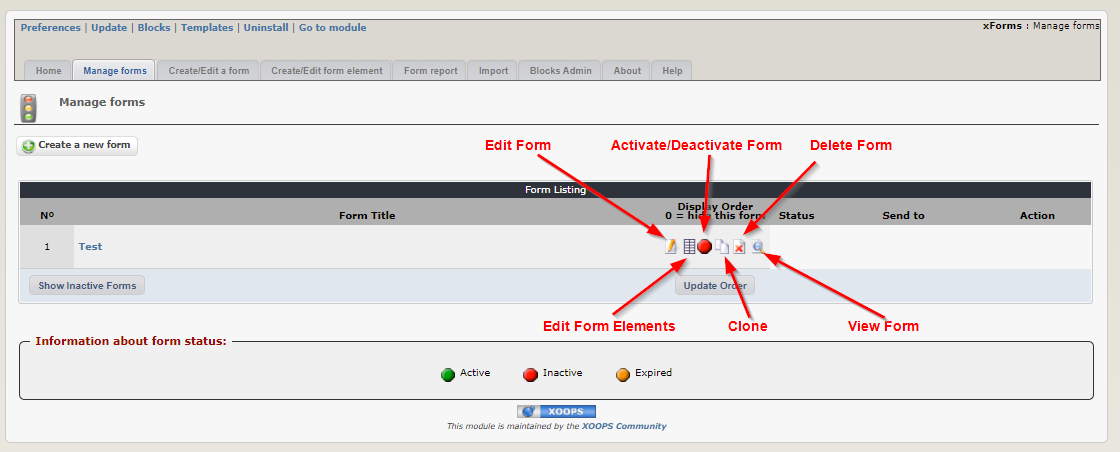 Preferences | Update | Blocks | Templates | Uninstall | Go to module
xForms : Manage forms
Home Manage forms Create/Edit a form Create/Edit form element Form report Import Blocks Admin About Help
Manage forms
Create a new form
Edit Form Activate/Deactivate Form Delete Form
Form Listing
Nº Form Title Display Order
0 = hide this form Status Send to Action
1 Test
Show Inactive Forms Update Order
Edit Form Elements Clone View Form
Information about form status:
Active Inactive Expired
XOOPS
This module is maintained by the XOOPS Community